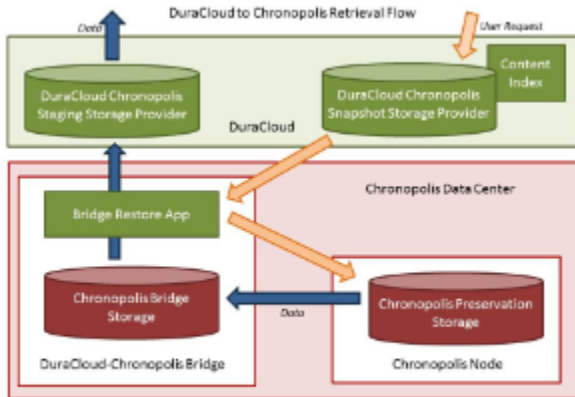 DuraCloud to Chronopolis Retrieval Flow
Data
User Request
Content
Index
DuraCloud Chronopolis
Staging Storage Provider
DuraCloud Chronopolis
Snapshot Storage Provider
DuraCloud
Chronopolis Data Center
Bridge Restore App
Chronopolis Bridge
Storage
Data
Chronopolis Preservation
Storage
DuraCloud-Chronopolis Bridge
Chronopolis Node